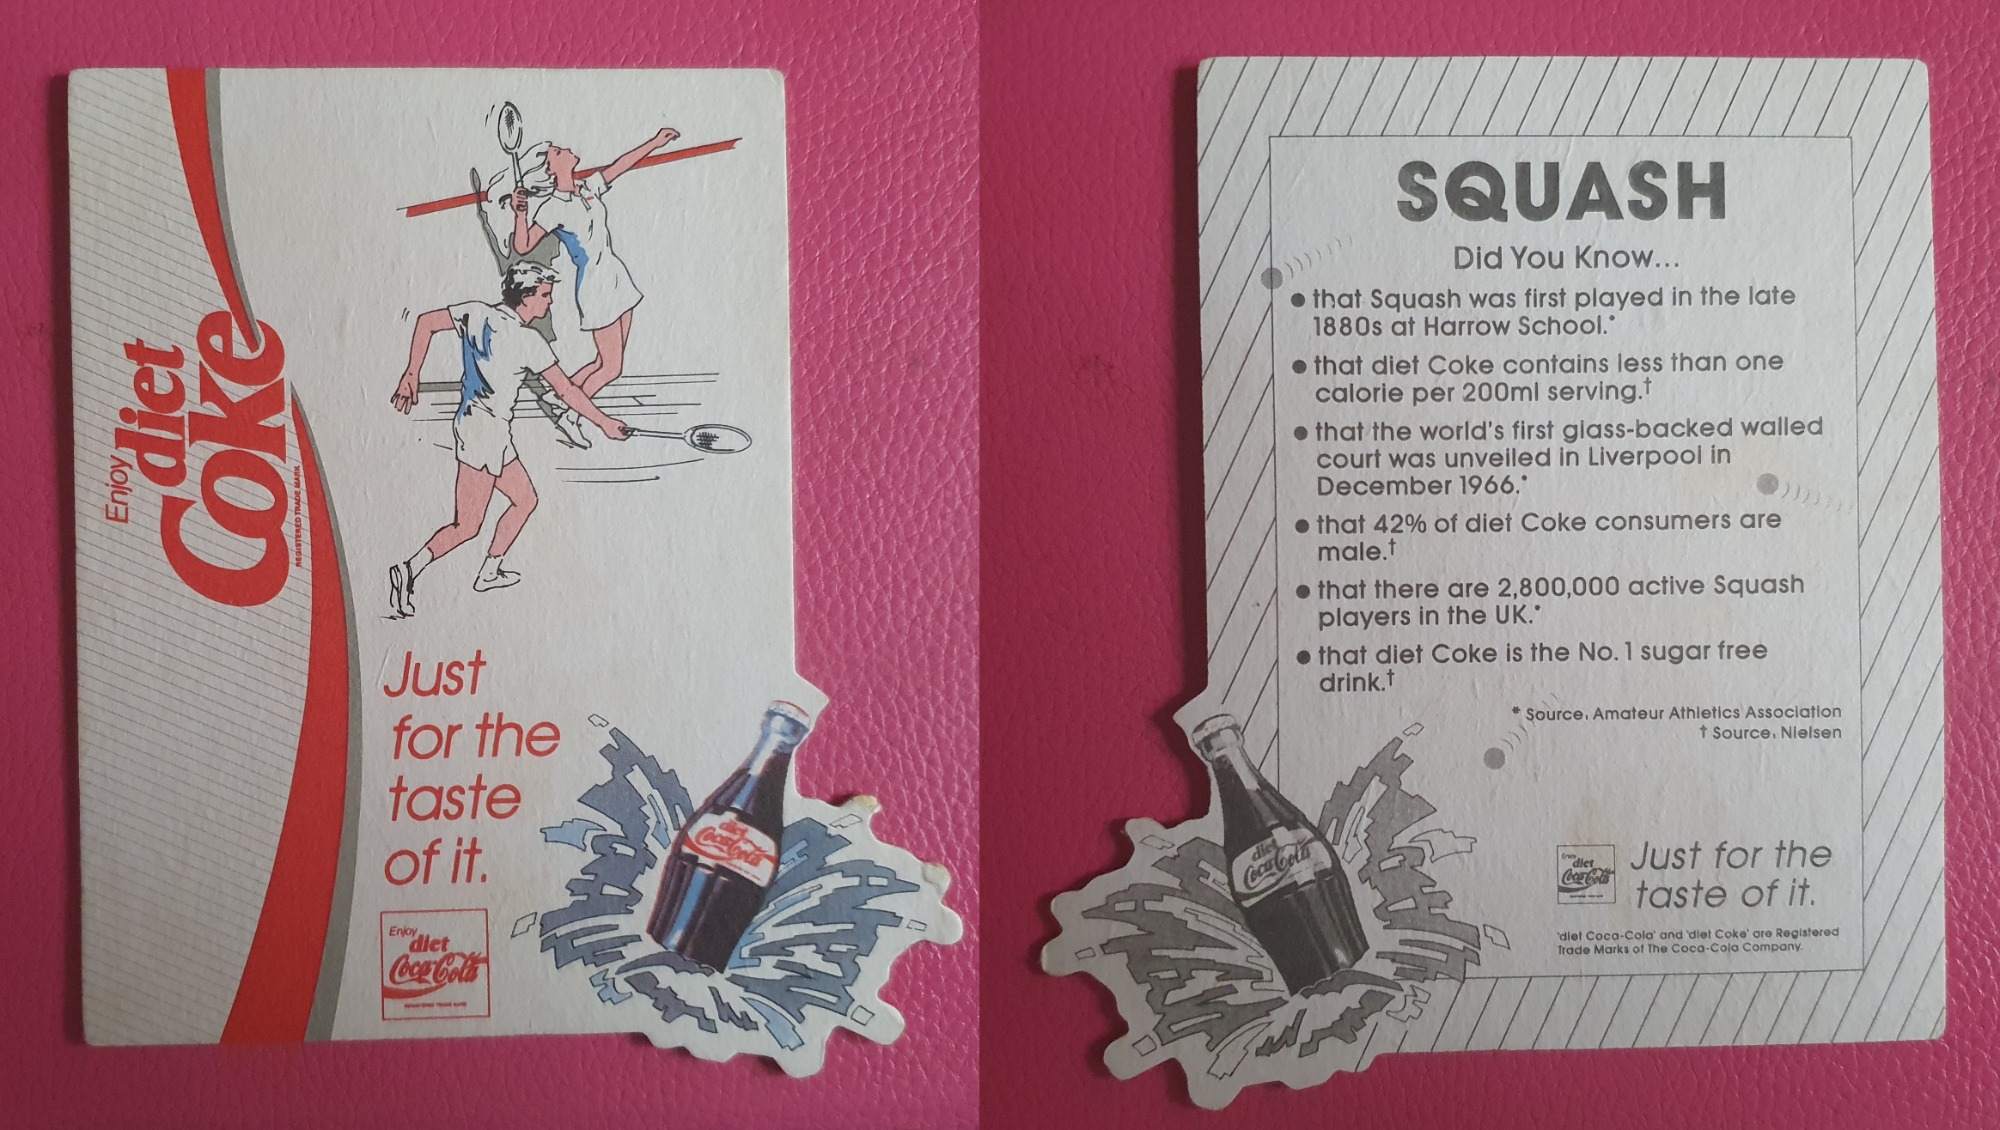 Enjoy
diet
Coke
REGISTERED TRADE MARK
Just
for the
taste
of it.
diet
Coca-Cola
Enjoy
diet
Coca-Cola
REGISTERED TRADE MARK
SQUASH
Did You Know...
• that Squash was first played in the late
1880s at Harrow School.*
• that diet Coke contains less than one
calorie per 200ml serving.†
• that the world's first glass-backed walled
court was unveiled in Liverpool in
December 1966.*
• that 42% of diet Coke consumers are
male.†
• that there are 2,800,000 active Squash
players in the UK.*
• that diet Coke is the No. 1 sugar free
drink.†
* Source, Amateur Athletics Association
† Source, Nielsen
diet
Coca-Cola
Enjoy
diet
Coca-Cola
Just for the
taste of it.
'diet Coca-Cola' and 'diet Coke' are Registered
Trade Marks of The Coca-Cola Company.